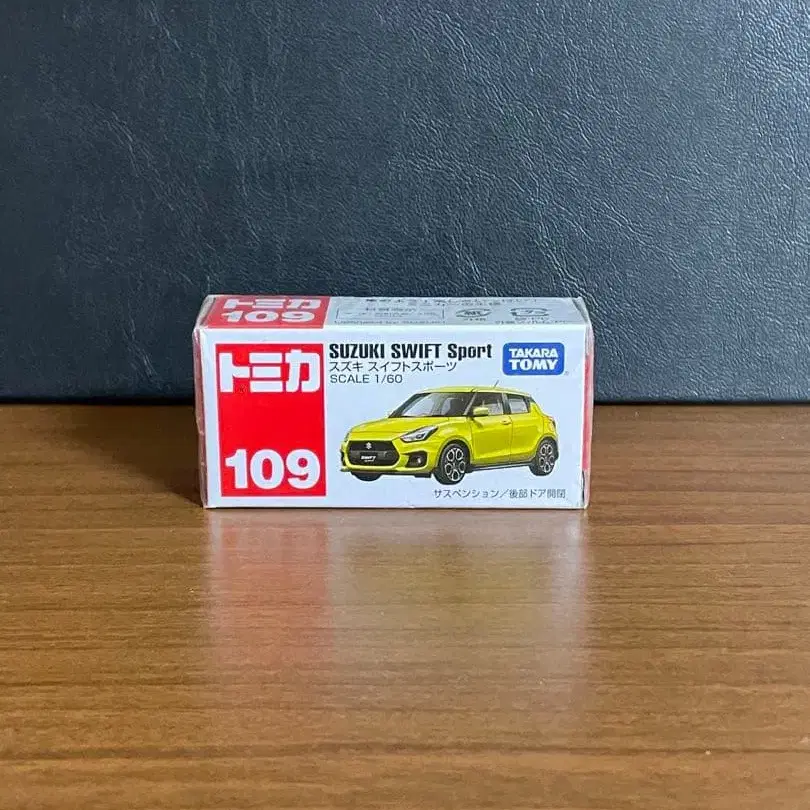 トミカ
109
トミカ
109
SUZUKI SWIFT Sport
スズキ スイフトスポーツ
SCALE 1/60
TAKARA
TOMY
サスペンション/後部ドア開閉